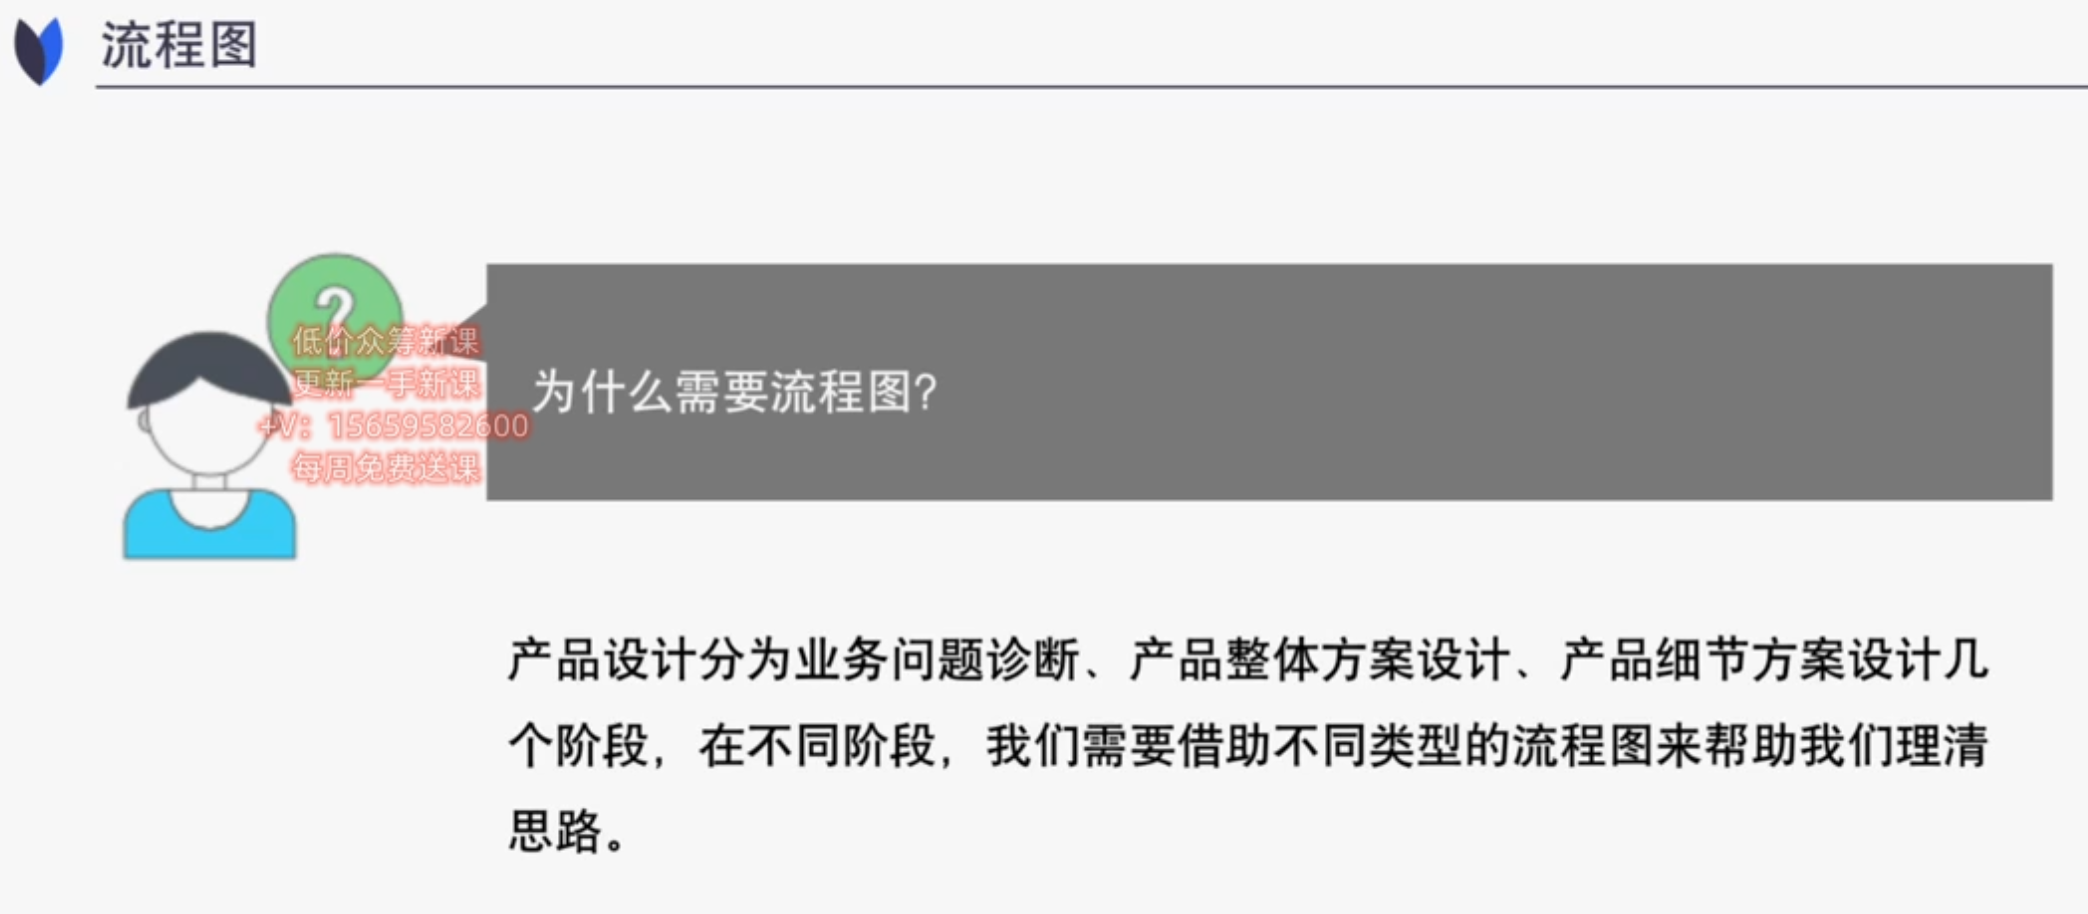 流程图
?
低价众筹新课
更新一手新课
+V：15659582600
每周免费送课
为什么需要流程图？
产品设计分为业务问题诊断、产品整体方案设计、产品细节方案设计几
个阶段，在不同阶段，我们需要借助不同类型的流程图来帮助我们理清
思路。